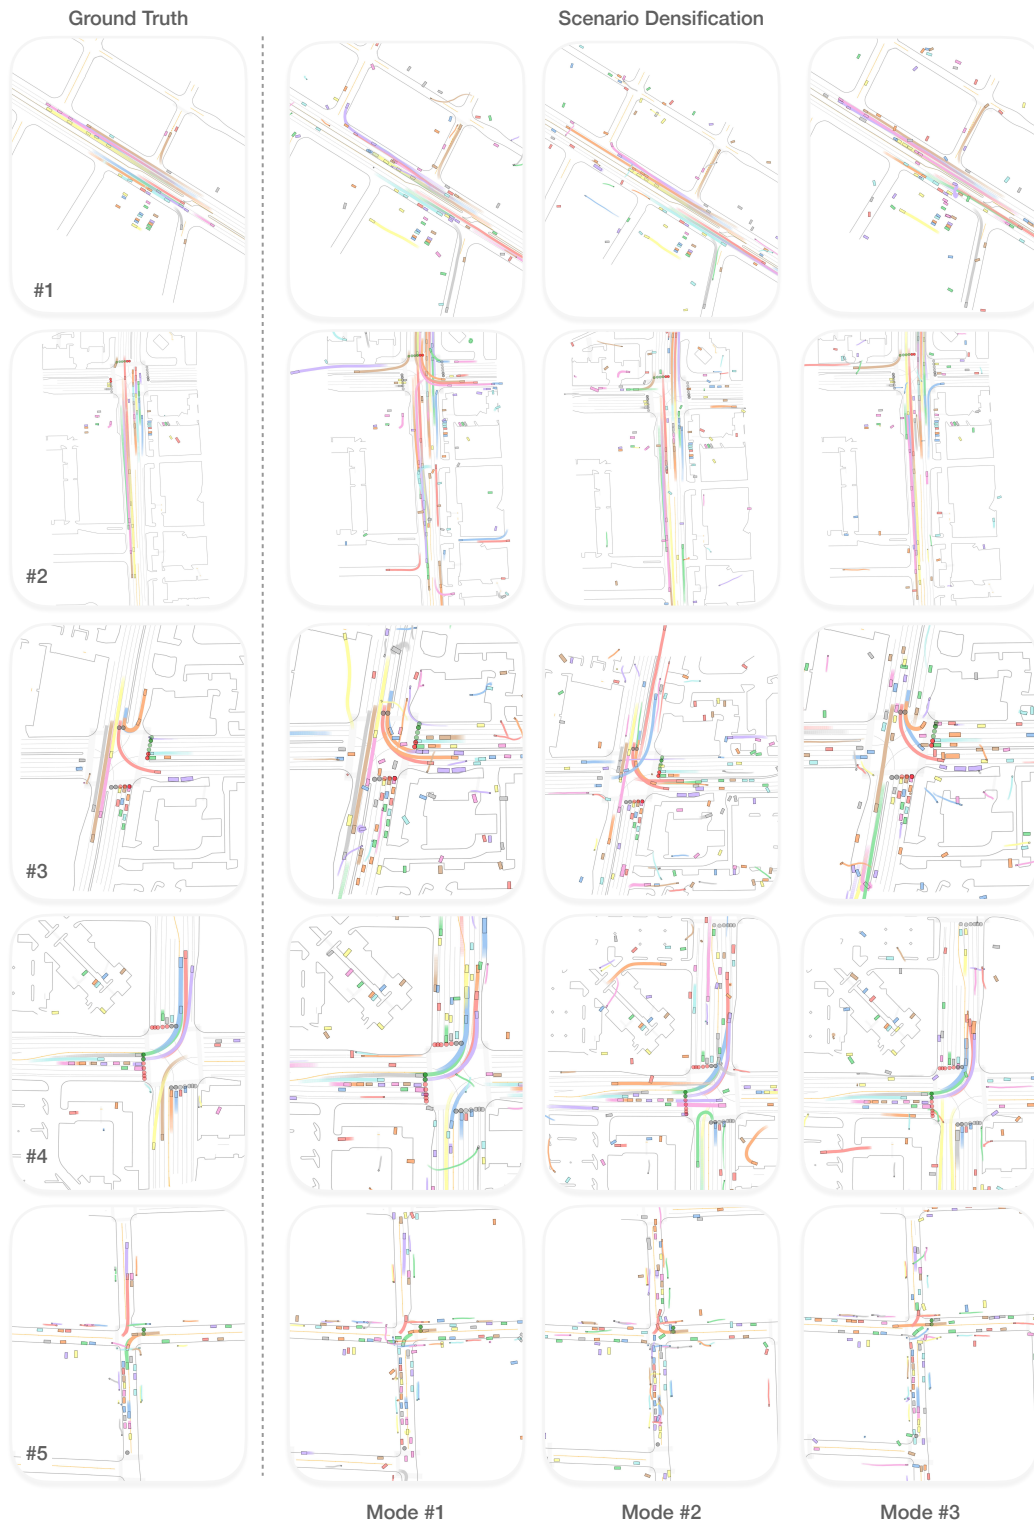 Ground Truth
Scenario Densification
#1
#2
#3
#4
#5
Mode #1
Mode #2
Mode #3